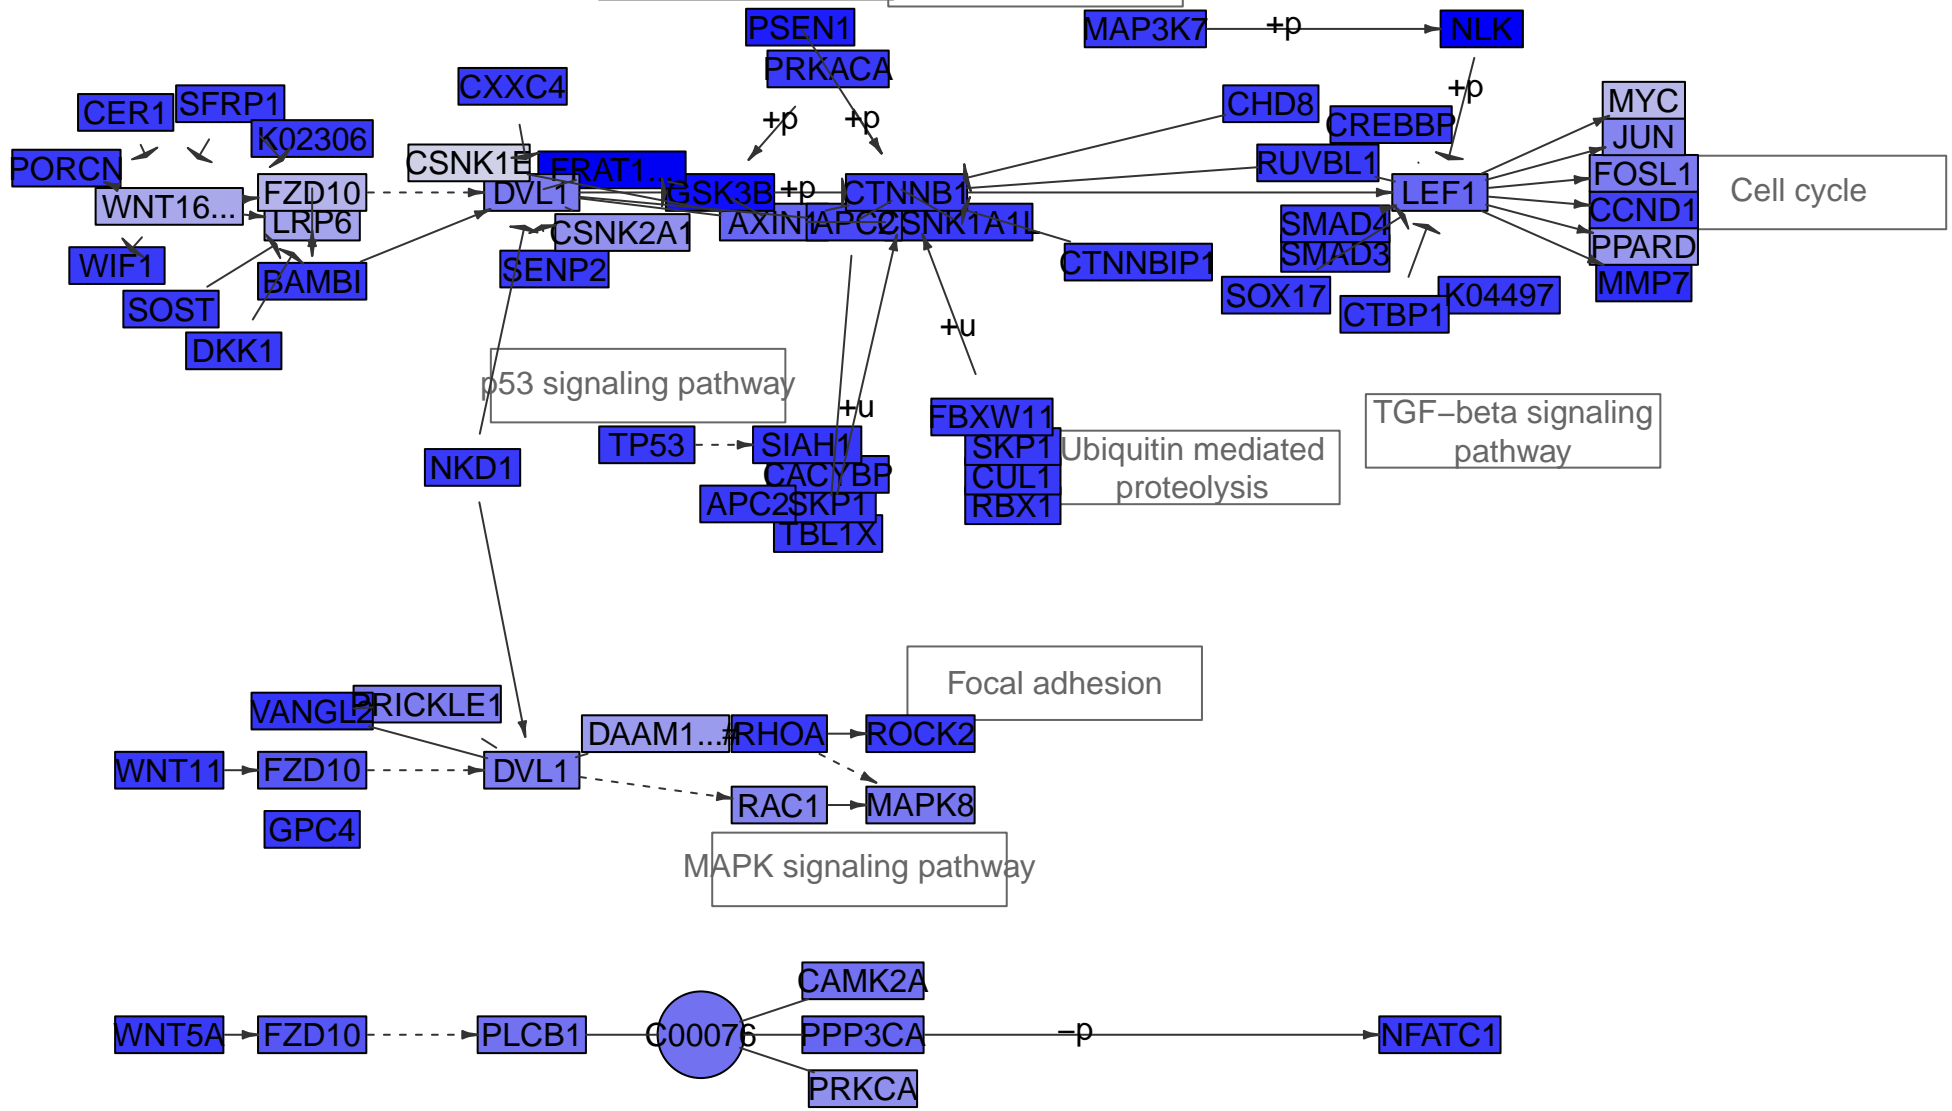 PSEN1
+p
MAP3K7
NLK
PRKACA
CXXC4
CER1
SFRP1
K02306
PORCN
WNT16...
FZD10
LRP6
WIF1
BAMBI
SOST
DKK1
CSNK1E
FRAT1...
DVL1
CSNK2A1
SENP2
+p
+p
GSK3B
+p
CTNNB1
AXIN1
APC2
CSNK1A1L
CHD8
CREBBP
+p
RUVBL1
LEF1
SMAD4
SMAD3
SOX17
CTBP1
K04497
CTNNBIP1
MYC
JUN
FOSL1
CCND1
PPARD
MMP7
Cell cycle
+u
p53 signaling pathway
+u
TP53
SIAH1
CACYBP
APC2
SKP1
TBL1X
NKD1
FBXW11
SKP1
CUL1
RBX1
Ubiquitin mediated
proteolysis
TGF−beta signaling
pathway
Focal adhesion
VANGL2
PRICKLE1
DAAM1...
RHOA
ROCK2
WNT11
FZD10
DVL1
RAC1
MAPK8
GPC4
MAPK signaling pathway
CAMK2A
WNT5A
FZD10
PLCB1
C00076
PPP3CA
−p
NFATC1
PRKCA